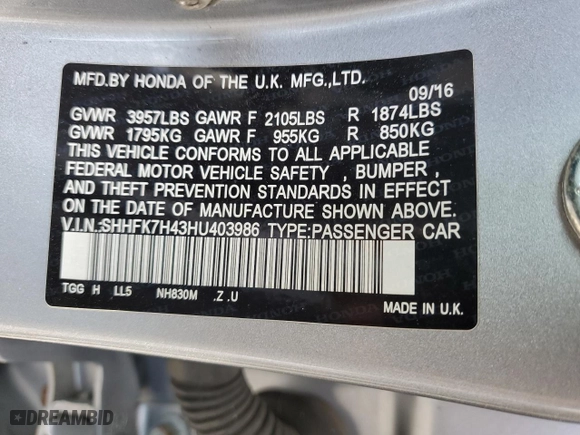 MFD.BY HONDA OF THE U.K. MFG.,LTD.
09/16
GVWR 3957LBS GAWR F 2105LBS R 1874LBS
GVWR 1795KG GAWR F 955KG R 850KG
THIS VEHICLE CONFORMS TO ALL APPLICABLE
FEDERAL MOTOR VEHICLE SAFETY , BUMPER ,
AND THEFT PREVENTION STANDARDS IN EFFECT
ON THE DATE OF MANUFACTURE SHOWN ABOVE.
V.I.N:SHHFK7H43HU403986 TYPE:PASSENGER CAR
TGG H LL5 NH830M .Z .U
MADE IN U.K.
DREAMBID